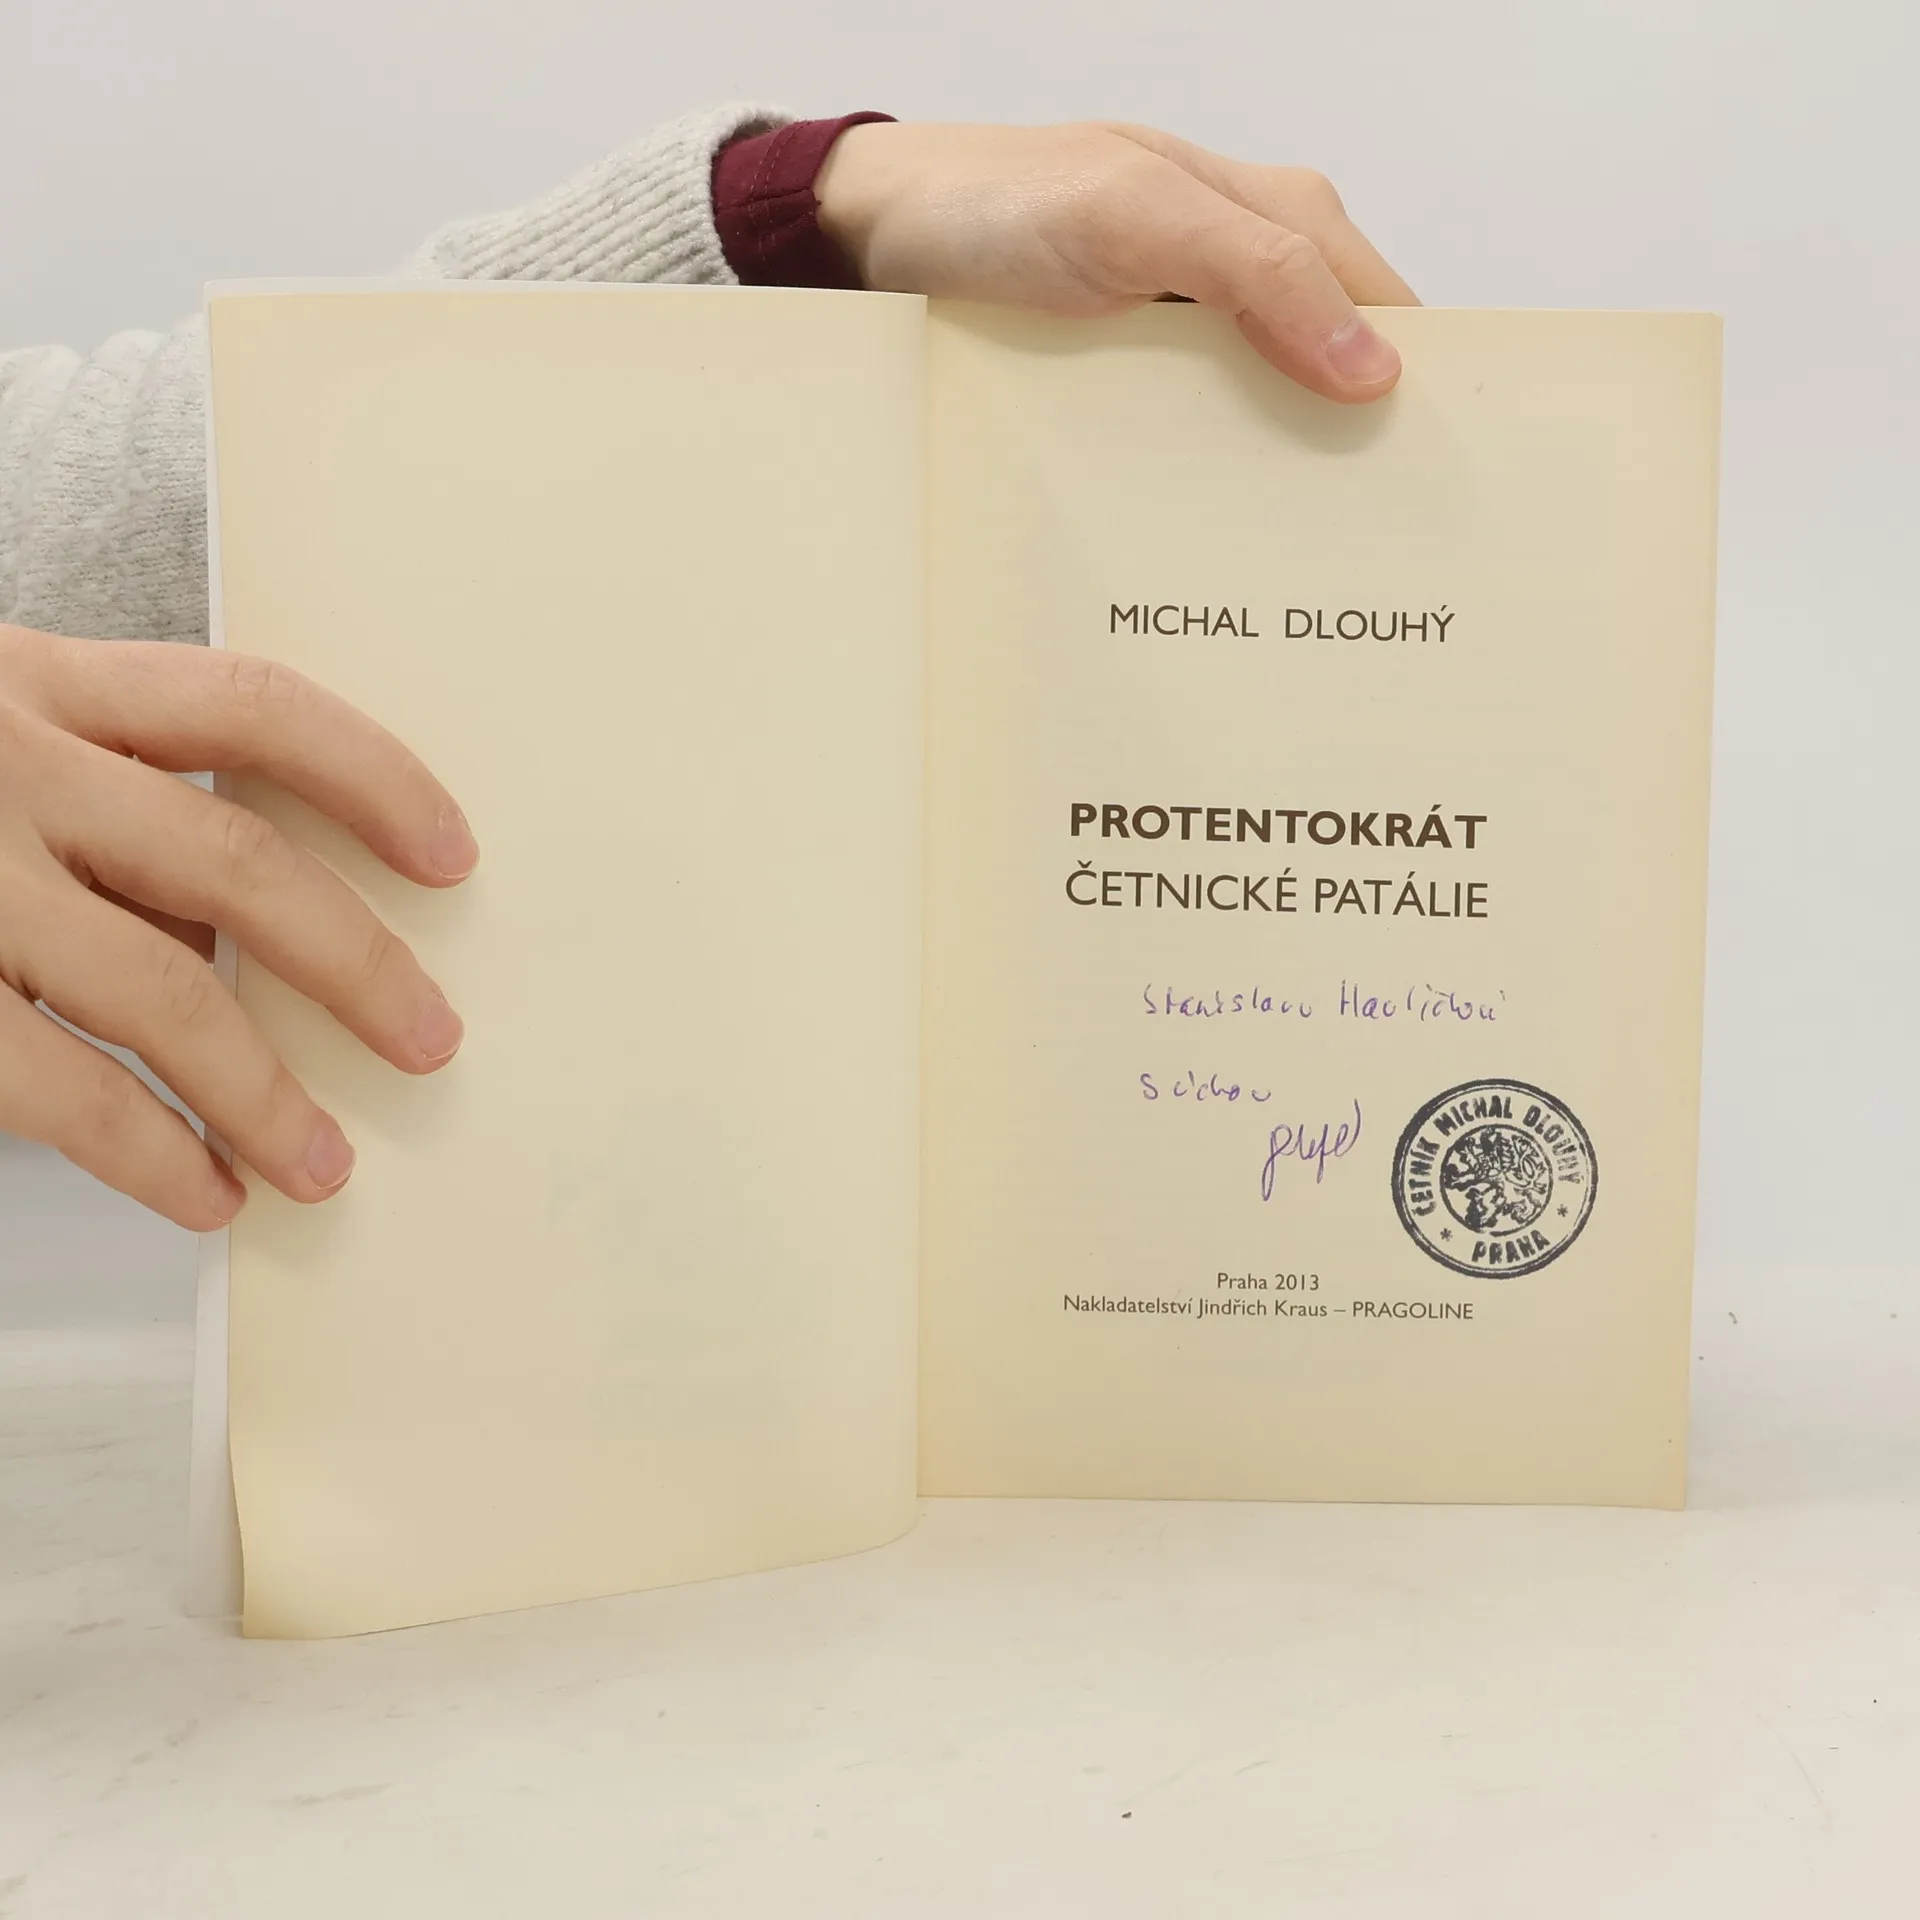 MICHAL DLOUHÝ
PROTENTOKRÁT
ČETNICKÉ PATÁLIE
Stanislavu Havlíčkovi
S úctou
ČETNÍK MICHAL DLOUHÝ
* PRAHA *
Praha 2013
Nakladatelství Jindřich Kraus – PRAGOLINE